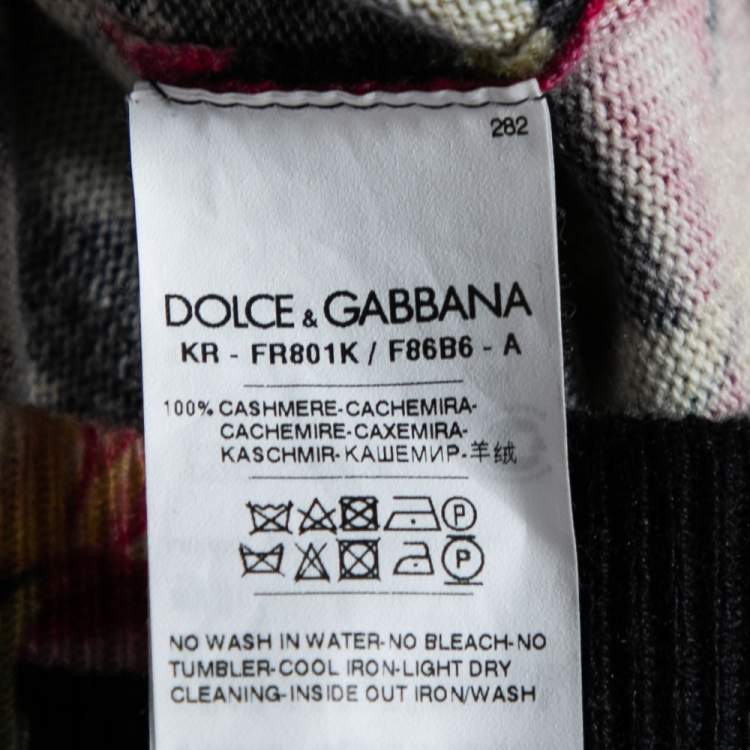 282
DOLCE & GABBANA
KR - FR801K / F86B6 - A
100% CASHMERE-CACHEMIRA-
CACHEMIRE-CAXEMIRA-
KASCHMIR-КАШЕМИР-羊绒
P
P
NO WASH IN WATER-NO BLEACH-NO
TUMBLER-COOL IRON-LIGHT DRY
CLEANING-INSIDE OUT IRON/WASH